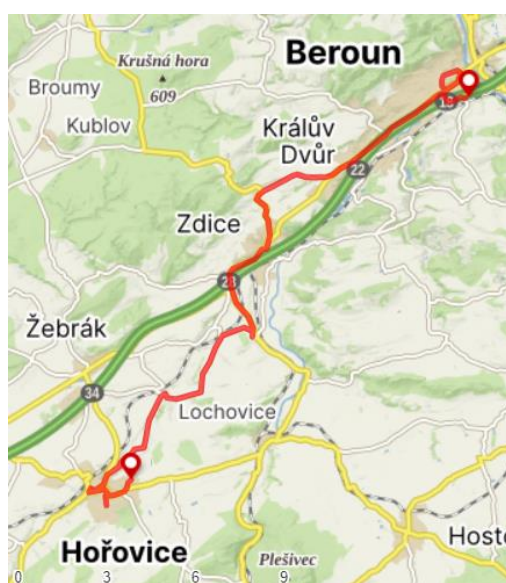 Krušná hora
Beroun
Broumy
609
Kublov
Králův
Dvůr
22
Zdice
Žebrák
34
Lochovice
Hosto
Hořovice
Plešivec
0 3 6 9